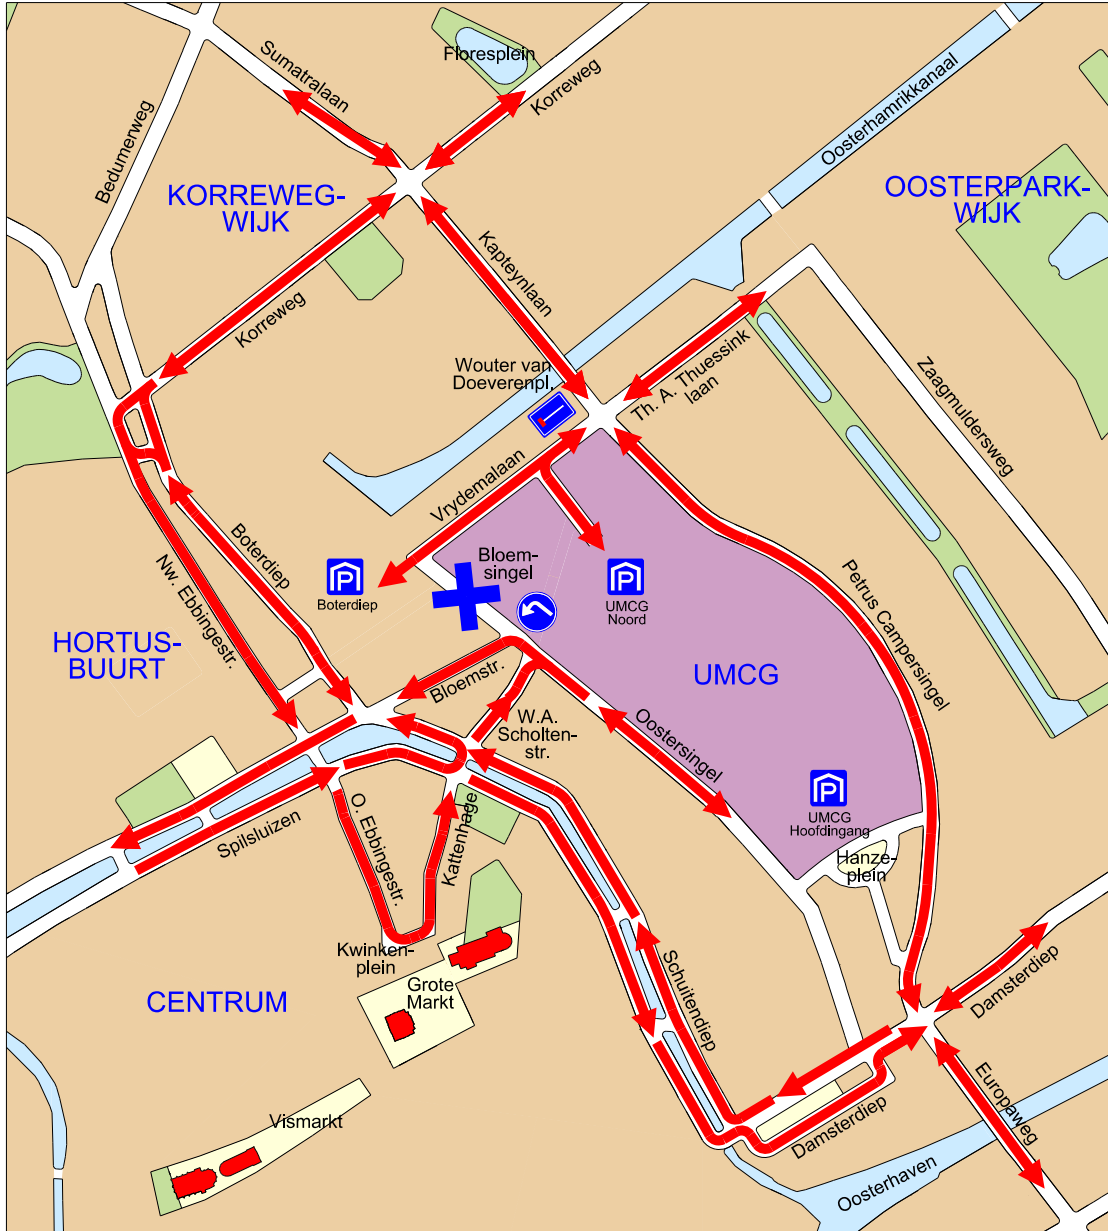 Sumatralaan
Floresplein
Korreweg
Bedumerweg
Oosterhamrikkanaal
KORREWEG-
WIJK
OOSTERPARK-
WIJK
Kapteynlaan
Korreweg
Wouter van
Doeverenpl.
Th. A. Thuessink
laan
Zaagmuldersweg
Vrydemalaan
Boterdiep
Nw. Ebbingestr.
Bloem-
singel
P
Boterdiep
P
UMCG
Noord
Petrus Campersingel
HORTUS-
BUURT
UMCG
Bloemstr.
W.A.
Scholten-
str.
Oostersingel
P
UMCG
Hoofdingang
Spilsluizen
O. Ebbingestr.
Kattenhage
Hanze-
plein
Kwinken-
plein
Grote
Markt
CENTRUM
Schuitendiep
Damsterdiep
Europaweg
Damsterdiep
Vismarkt
Oosterhaven